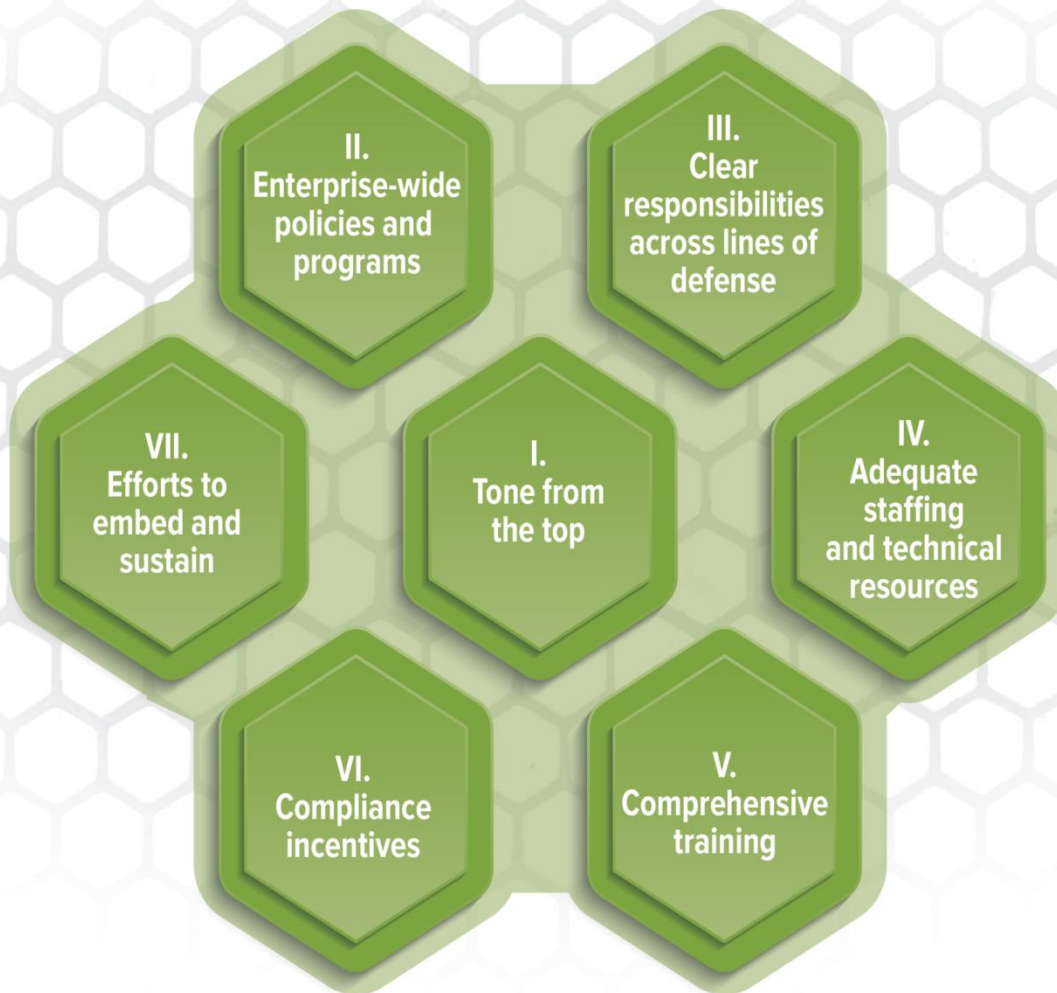 II.
Enterprise-wide
policies and
programs
III.
Clear
responsibilities
across lines of
defense
VII.
Efforts to
embed and
sustain
I.
Tone from
the top
IV.
Adequate
staffing
and technical
resources
VI.
Compliance
incentives
V.
Comprehensive
training